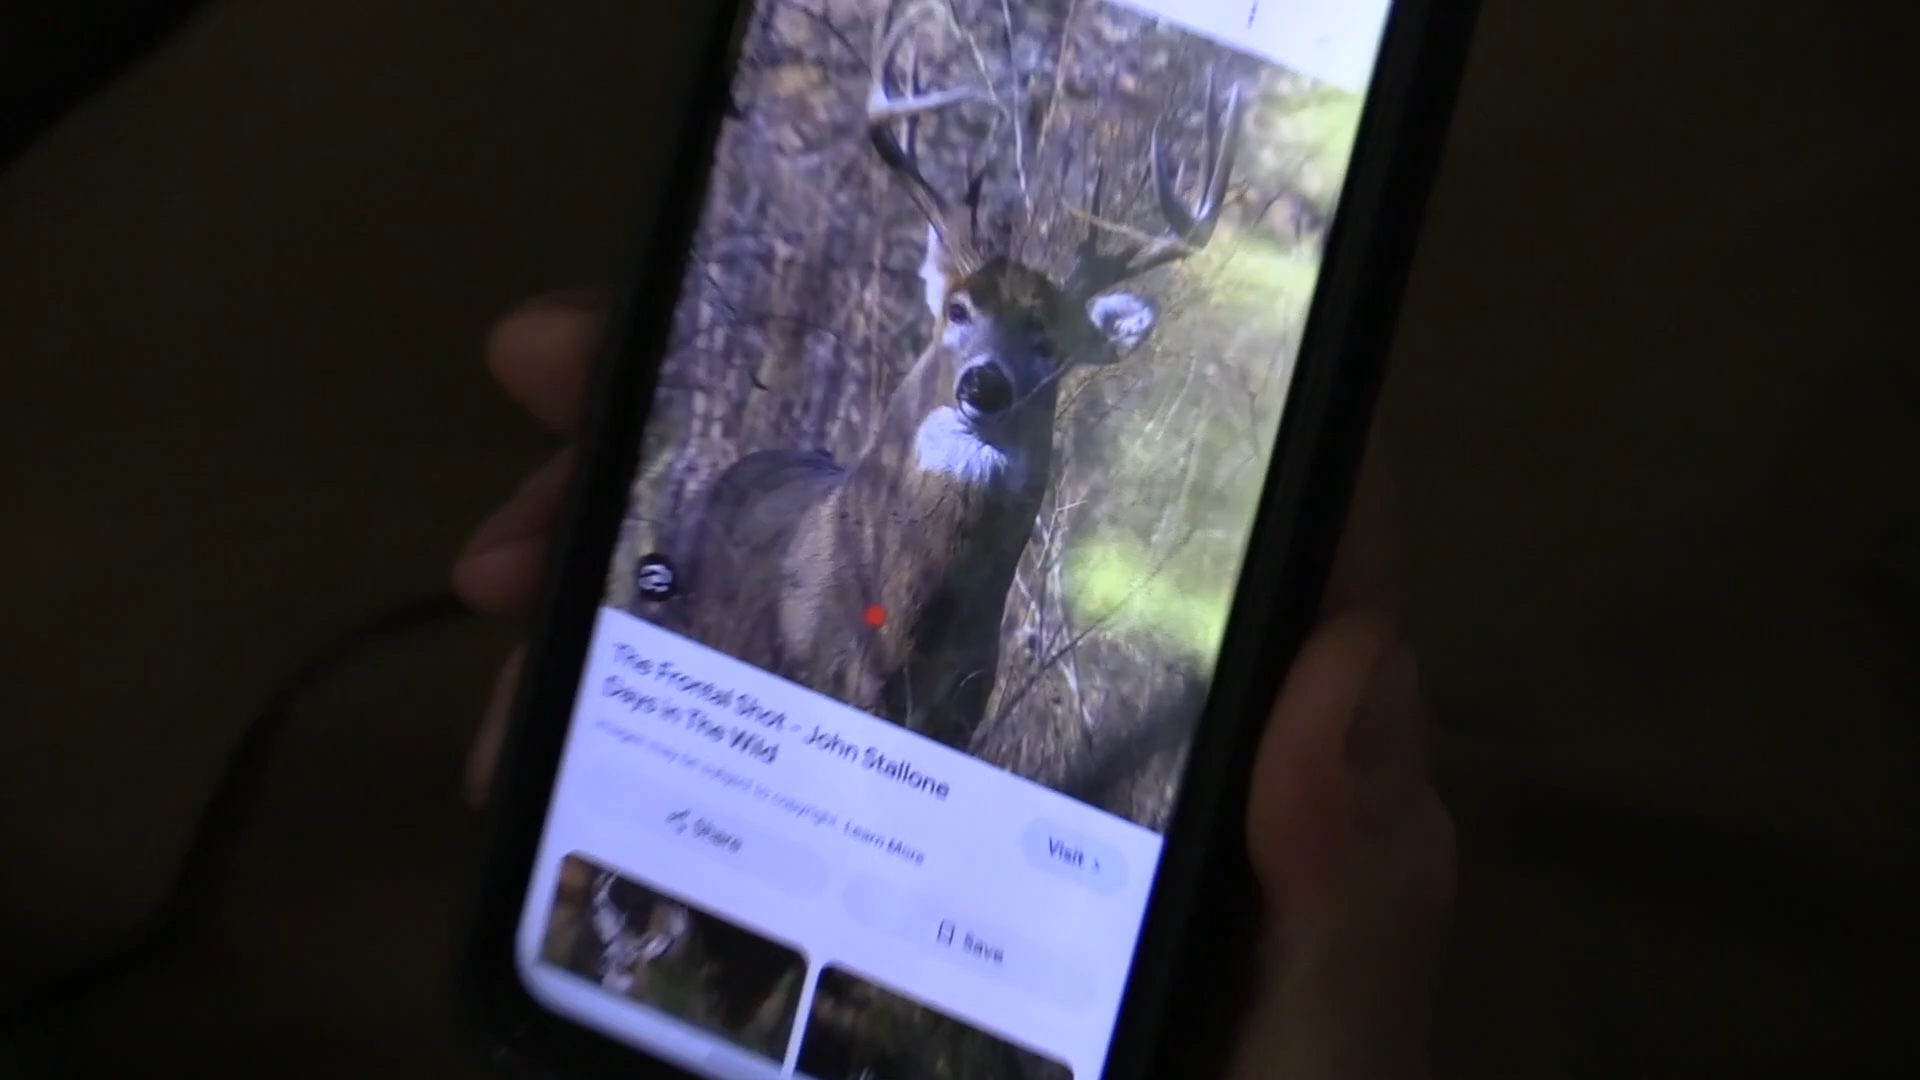 The Frontal Shot - John Stallone
Days in The Wild
Images may be subject to copyright. Learn More
Visit >
Share
Save